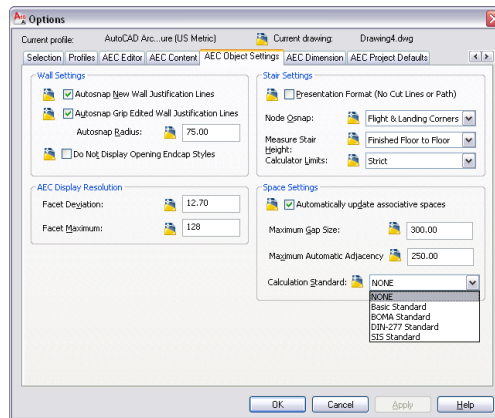 Options
Current profile: AutoCAD Arc...ure (US Metric) Current drawing: Drawing4.dwg
Selection Profiles AEC Editor AEC Content AEC Object Settings AEC Dimension AEC Project Defaults
Wall Settings
Autosnap New Wall Justification Lines
Autosnap Grip Edited Wall Justification Lines
Autosnap Radius: 75.00
Do Not Display Opening Endcap Styles
Stair Settings
Presentation Format (No Cut Lines or Path)
Node Osnap: Flight & Landing Corners
Measure Stair Height: Finished Floor to Floor
Calculator Limits: Strict
AEC Display Resolution
Facet Deviation: 12.70
Facet Maximum: 128
Space Settings
Automatically update associative spaces
Maximum Gap Size: 300.00
Maximum Automatic Adjacency 250.00
Calculation Standard: NONE
NONE
Basic Standard
BOMA Standard
DIN-277 Standard
SIS Standard
OK Cancel Apply Help